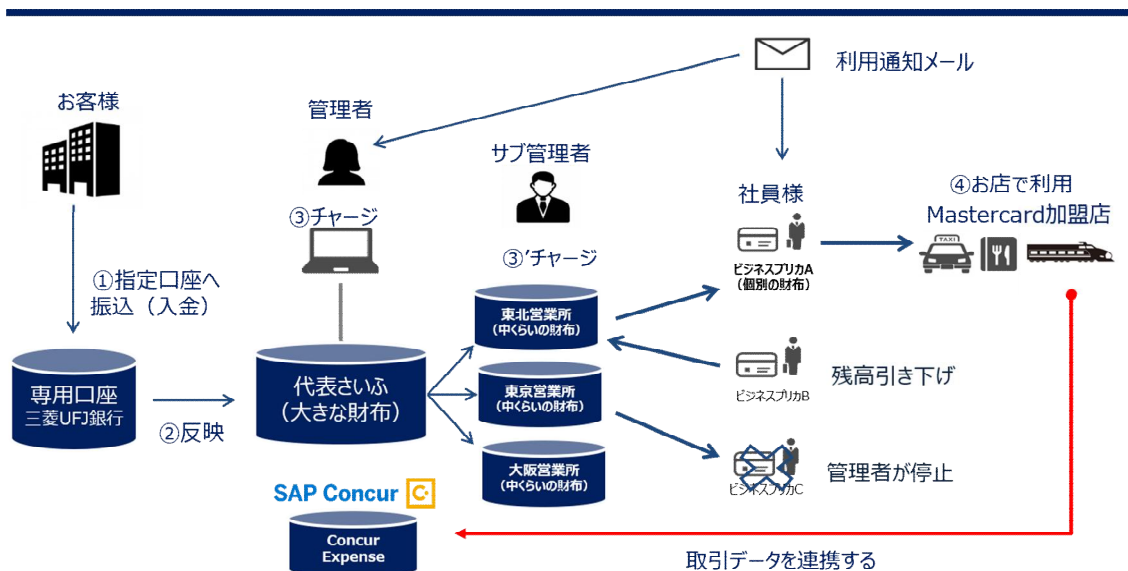 利用通知メール
お客様
管理者
サブ管理者
③チャージ
社員様
④お店で利用
Mastercard加盟店
TAXI
③’チャージ
①指定口座へ
振込（入金）
ビジネスプリカA
（個別の財布）
東北営業所
（中くらいの財布）
専用口座
三菱UFJ銀行
②反映
代表さいふ
（大きな財布）
東京営業所
（中くらいの財布）
ビジネスプリカB
残高引き下げ
大阪営業所
（中くらいの財布）
ビジネスプリカC
管理者が停止
SAP Concur C
Concur
Expense
取引データを連携する